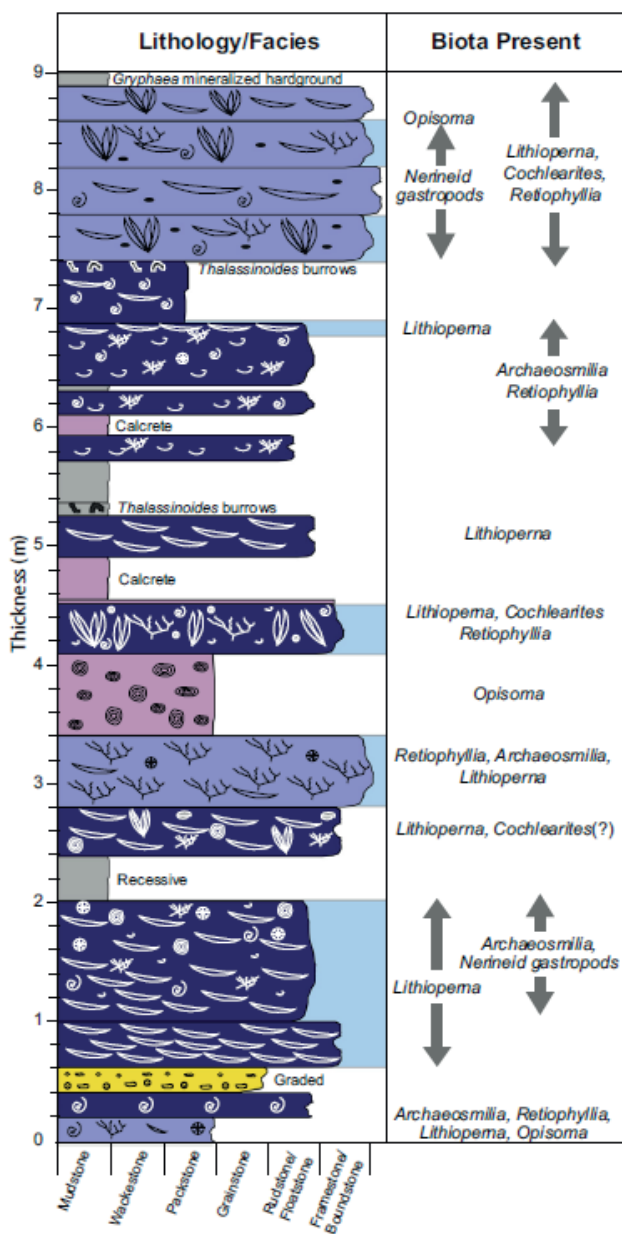 Lithology/Facies
Biota Present
9
Gryphaea mineralized hardground
Opisoma
Nerineid
gastropods
Lithioperna,
Cochlearites,
Retiophyllia
8
Thalassinoides burrows
7
Lithioperna
Archaeosmilia
Retiophyllia
6
Calcrete
Thalassinoides burrows
5
Lithioperna
Calcrete
Thickness (m)
Lithioperna, Cochlearites
Retiophyllia
4
Opisoma
3
Retiophyllia, Archaeosmilia,
Lithioperna
Lithioperna, Cochlearites(?)
Recessive
2
Archaeosmilia,
Nerineid gastropods
Lithioperna
1
Graded
Archaeosmilia, Retiophyllia,
Lithioperna, Opisoma
0
Mudstone
Wackestone
Packstone
Grainstone
Rudstone/
Floatstone
Framestone/
Boundstone